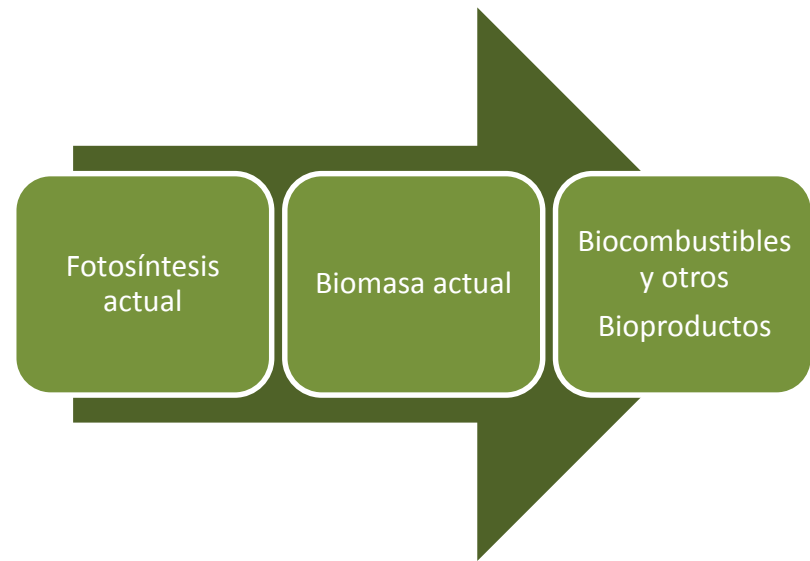 Fotosíntesis
actual
Biomasa actual
Biocombustibles
y otros
Bioproductos